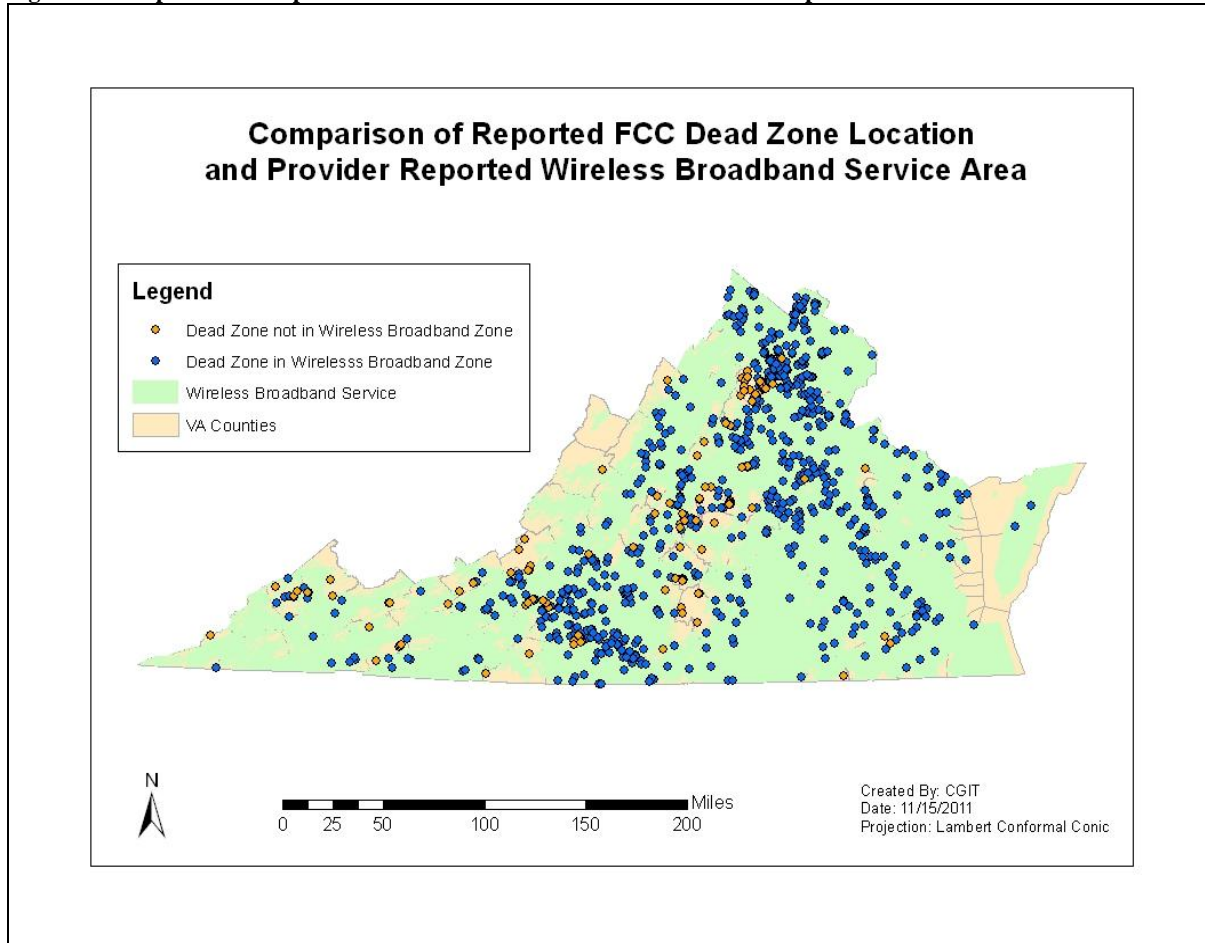 Comparison of Reported FCC Dead Zone Location
and Provider Reported Wireless Broadband Service Area
Legend
Dead Zone not in Wireless Broadband Zone
Dead Zone in Wirelesss Broadband Zone
Wireless Broadband Service
VA Counties
N
Miles
0 25 50 100 150 200
Created By: CGIT
Date: 11/15/2011
Projection: Lambert Conformal Conic